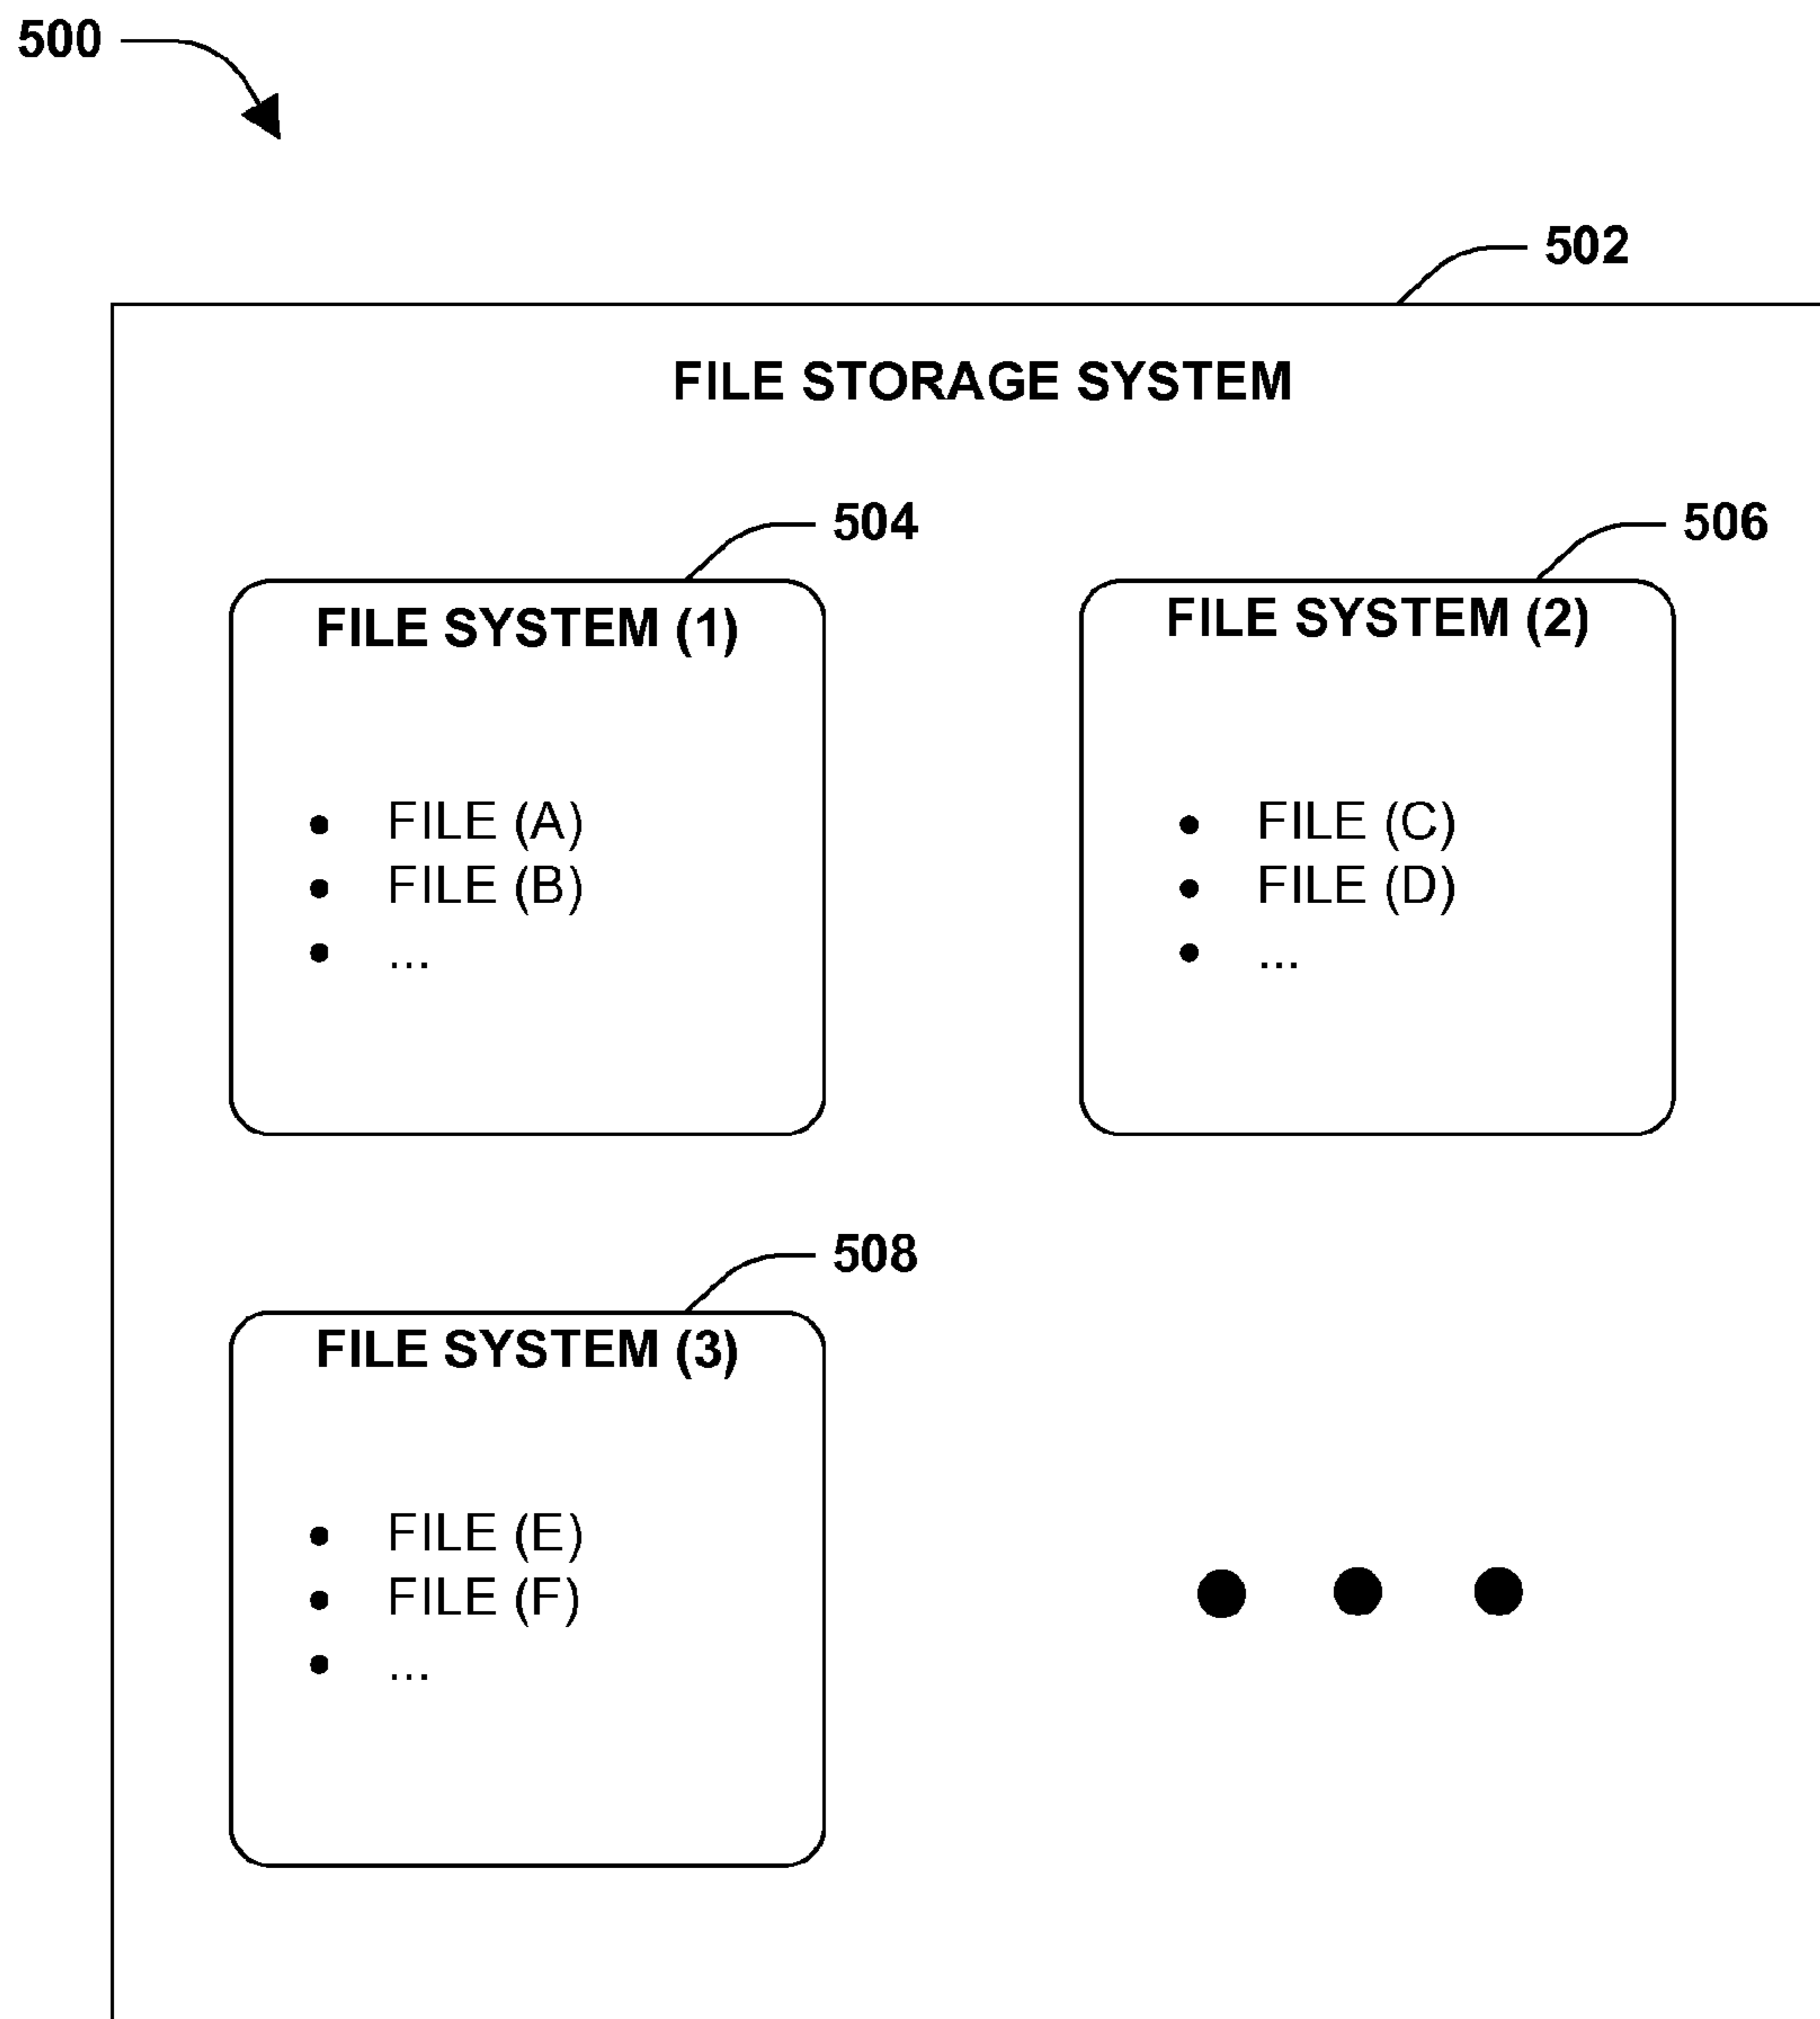 500
502
FILE STORAGE SYSTEM
504
506
FILE SYSTEM (1)
• FILE (A)
• FILE (B)
• ...
FILE SYSTEM (2)
• FILE (C)
• FILE (D)
• ...
508
FILE SYSTEM (3)
• FILE (E)
• FILE (F)
• ...